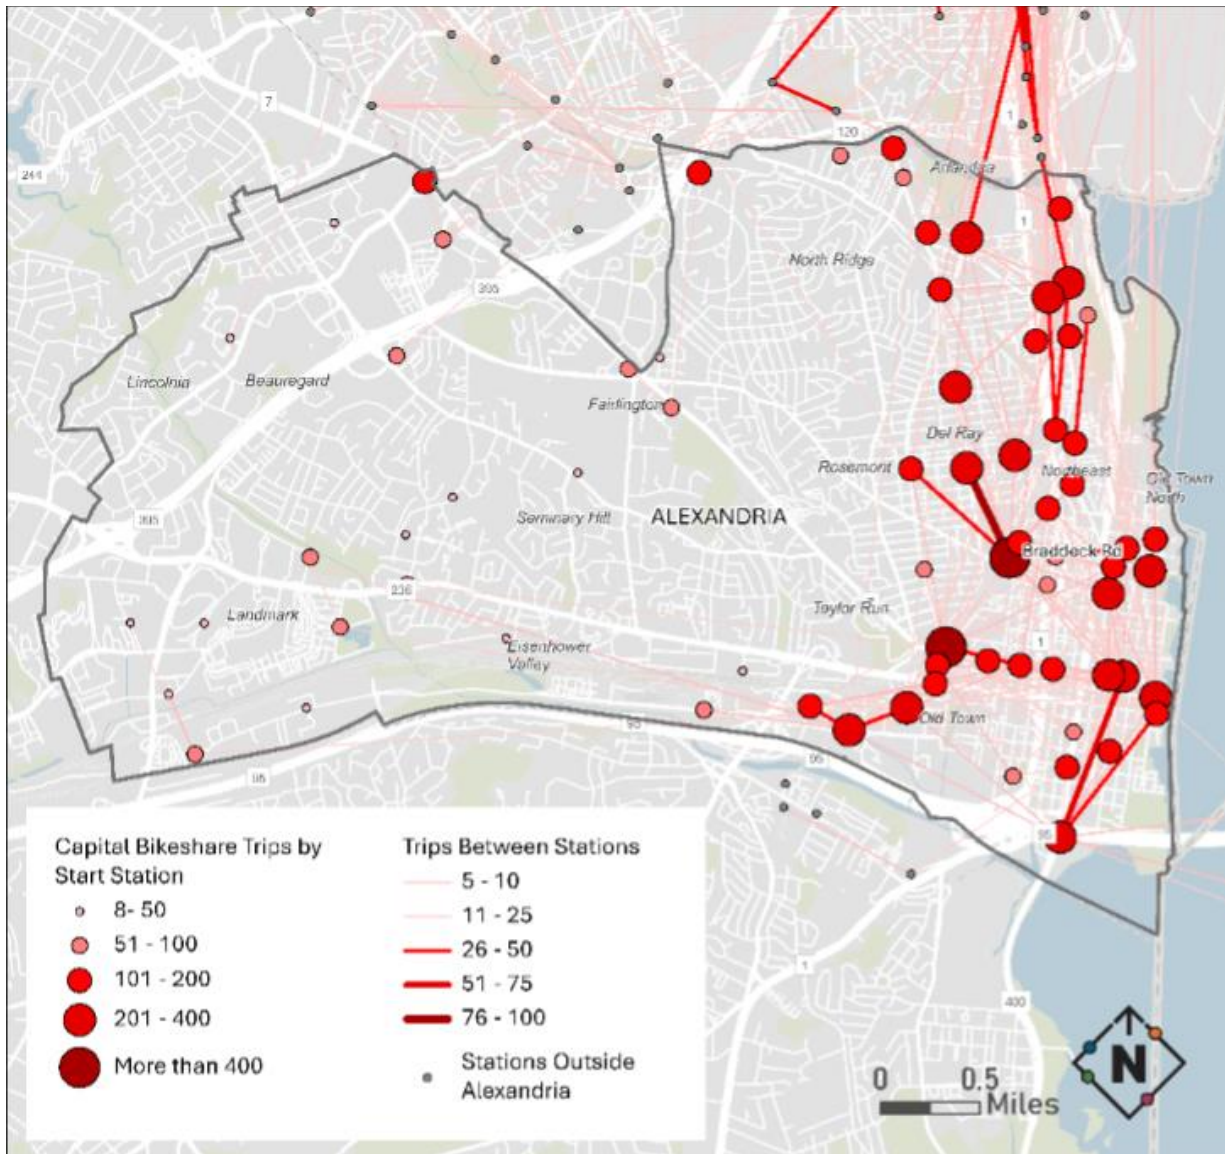 7
120
1
244
Arlandria
1
North Ridge
395
Lincolnia
Beauregard
Fairlington
Del Ray
Rosemont
Northeast
Old Town
North
395
Seminary Hill
ALEXANDRIA
Braddock Rd
236
Landmark
Taylor Run
1
Eisenhower
Valley
Old Town
95
95
95
95
Capital Bikeshare Trips by
Start Station
8- 50
51 - 100
101 - 200
201 - 400
More than 400
Trips Between Stations
5 - 10
11 - 25
26 - 50
51 - 75
76 - 100
Stations Outside
Alexandria
1
400
N
0 0.5
Miles